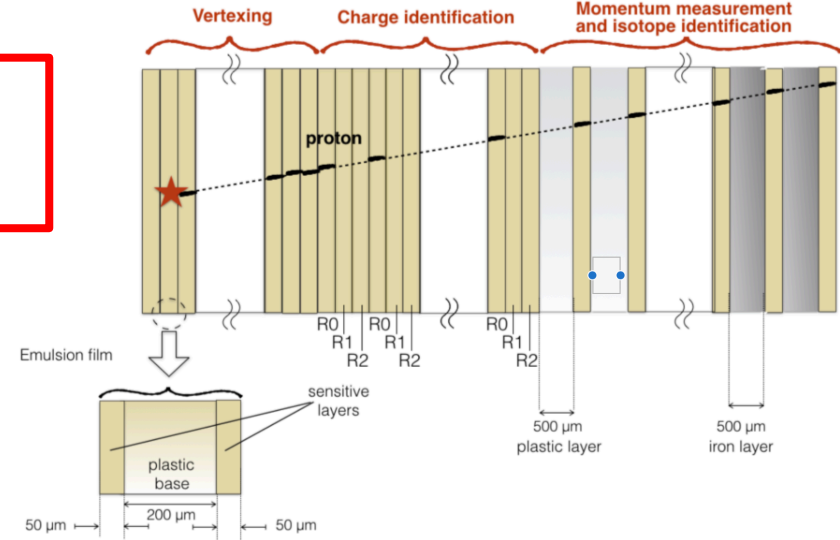 Vertexing
Charge identification
Momentum measurement
and isotope identification
proton
R0
R1
R2
R0
R1
R2
R0
R1
R2
Emulsion film
sensitive
layers
plastic
base
200 µm
50 µm
50 µm
500 µm
plastic layer
500 µm
iron layer